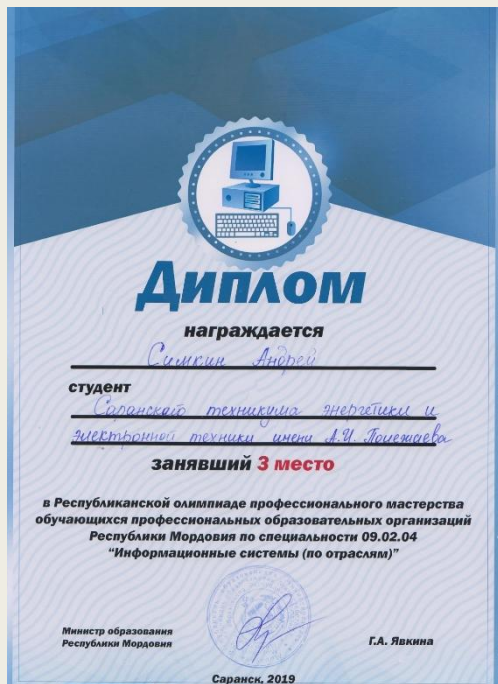 Диплом
награждается
Симкин Андрей
студент
Саранского техникума энергетики и
электронной техники имени А.И. Полежаева
занявший 3 место
в Республиканской олимпиаде профессионального мастерства
обучающихся профессиональных образовательных организаций
Республики Мордовия по специальности 09.02.04
“Информационные системы (по отраслям)”
Министр образования
Республики Мордовия
Г.А. Явкина
Саранск, 2019